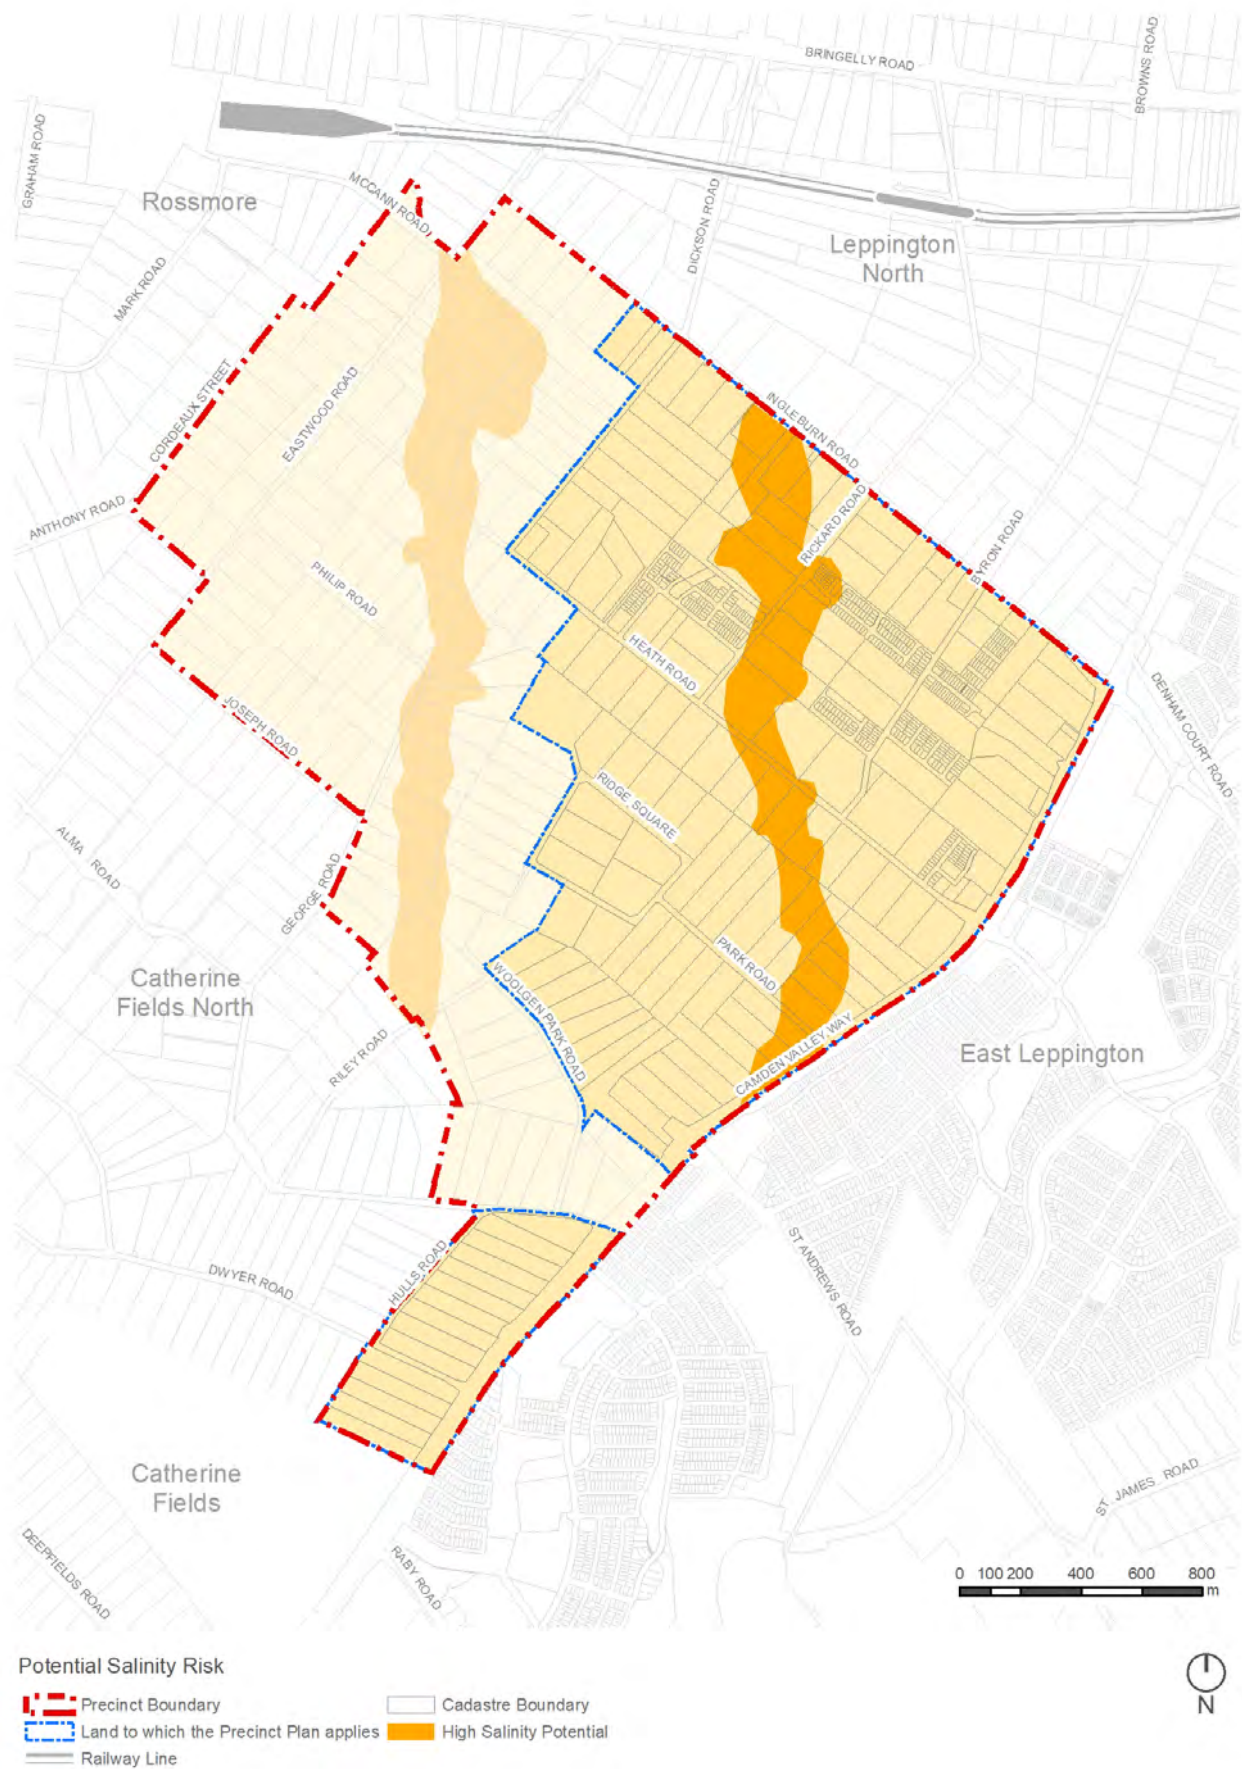 BRINGELLY ROAD
BROWNS ROAD
GRAHAM ROAD
MCCANN ROAD
Rossmore
DICKSON ROAD
Leppington
North
MARK ROAD
CORDEAUX STREET
EASTWOOD ROAD
INGLEBURN ROAD
ANTHONY ROAD
RICKARD ROAD
BYRON ROAD
PHILIP ROAD
HEATH ROAD
DENHAM COURT ROAD
JOSEPH ROAD
RIDGE SQUARE
ALMA ROAD
GEORGE ROAD
PARK ROAD
Catherine
Fields North
WOOLGEN PARK ROAD
RILEY ROAD
CAMDEN VALLEY WAY
East Leppington
ST ANDREWS ROAD
DWYER ROAD
HULLS ROAD
Catherine
Fields
ST JAMES ROAD
DEEPFIELDS ROAD
RABY ROAD
0 100 200 400 600 800
m
Potential Salinity Risk
Precinct Boundary
Cadastre Boundary
Land to which the Precinct Plan applies
High Salinity Potential
Railway Line
N